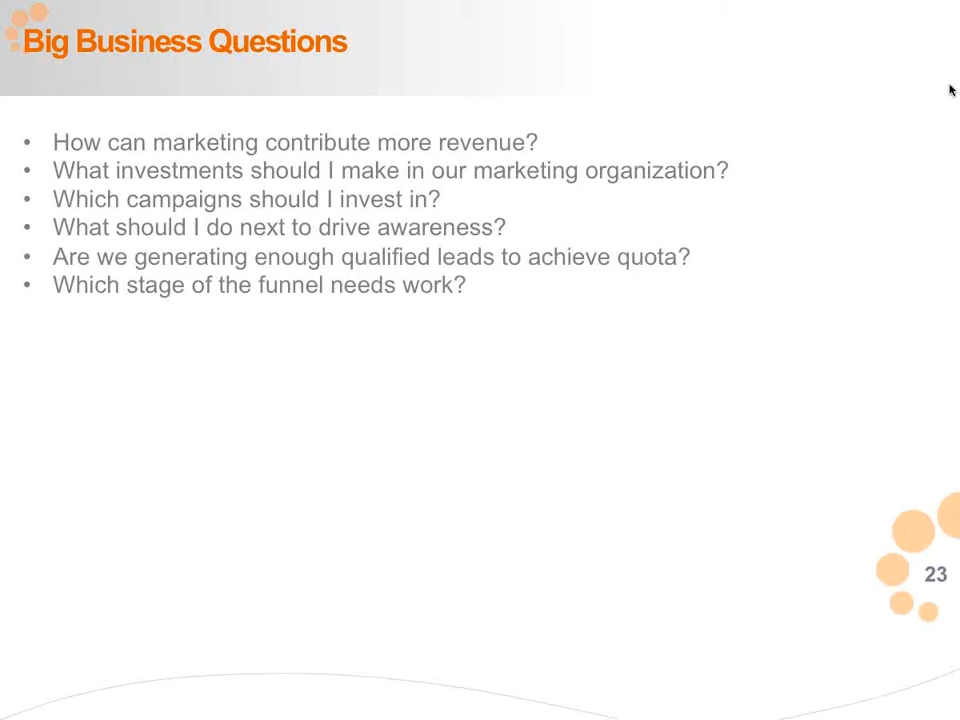 Big Business Questions
• How can marketing contribute more revenue?
• What investments should I make in our marketing organization?
• Which campaigns should I invest in?
• What should I do next to drive awareness?
• Are we generating enough qualified leads to achieve quota?
• Which stage of the funnel needs work?
23